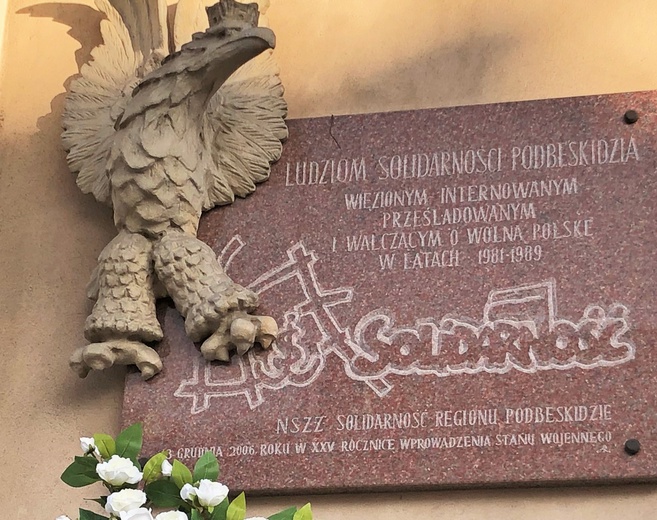 LUDZIOM SOLIDARNOŚCI PODBESKIDZIA
WIĘZIONYM INTERNOWANYM
PRZEŚLADOWANYM
I WALCZĄCYM O WOLNĄ POLSKĘ
W LATACH 1981-1989
Solidarność
NSZZ SOLIDARNOŚĆ REGIONU PODBESKIDZIE
3 GRUDNIA 2006 ROKU W XXV ROCZNICĘ WPROWADZENIA STANU WOJENNEGO